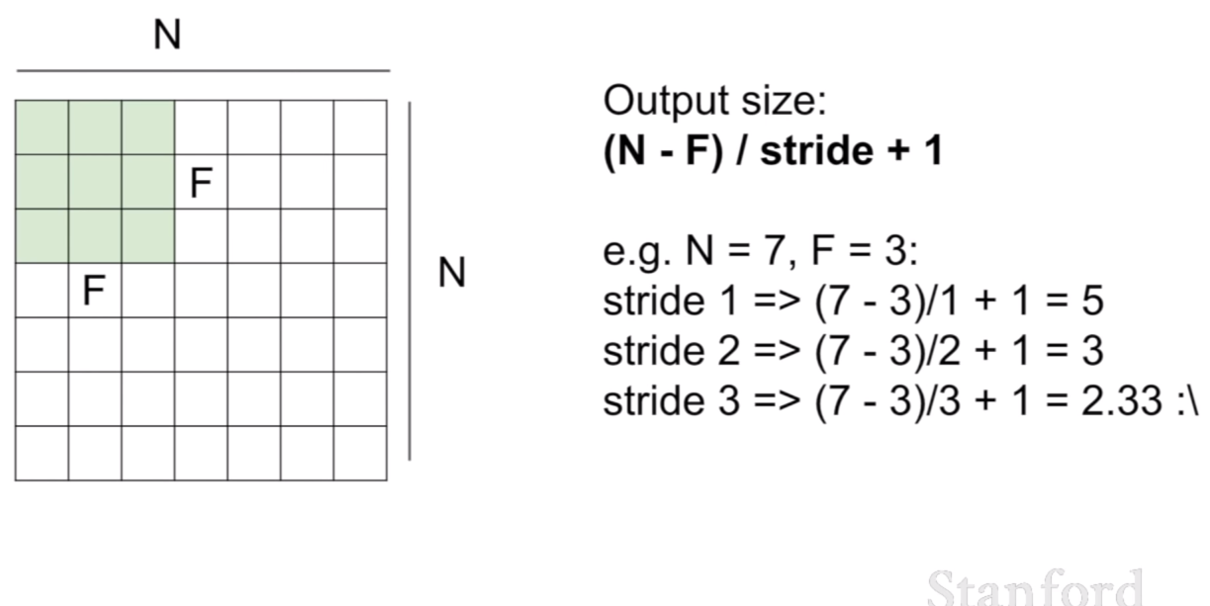 N
F
F
N
Output size:
(N - F) / stride + 1
e.g. N = 7, F = 3:
stride 1 => (7 - 3)/1 + 1 = 5
stride 2 => (7 - 3)/2 + 1 = 3
stride 3 => (7 - 3)/3 + 1 = 2.33 :\
Stanford